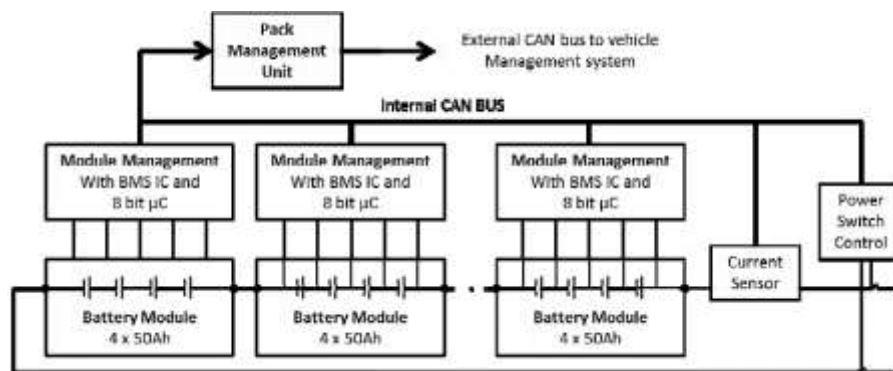 Pack
Management
Unit
External CAN bus to vehicle
Management system
Internal CAN BUS
Module Management
With BMS IC and
8 bit µC
Module Management
With BMS IC and
8 bit µC
Module Management
With BMS IC and
8 bit µC
Power
Switch
Control
Current
Sensor
Battery Module
4 x 50Ah
Battery Module
4 x 50Ah
Battery Module
4 x 50Ah